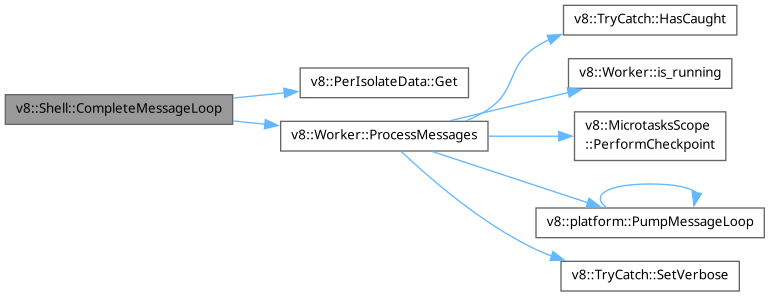 v8::Shell::CompleteMessageLoop
v8::PerIsolateData::Get
v8::Worker::ProcessMessages
v8::TryCatch::HasCaught
v8::Worker::is_running
v8::MicrotasksScope
::PerformCheckpoint
v8::platform::PumpMessageLoop
v8::TryCatch::SetVerbose